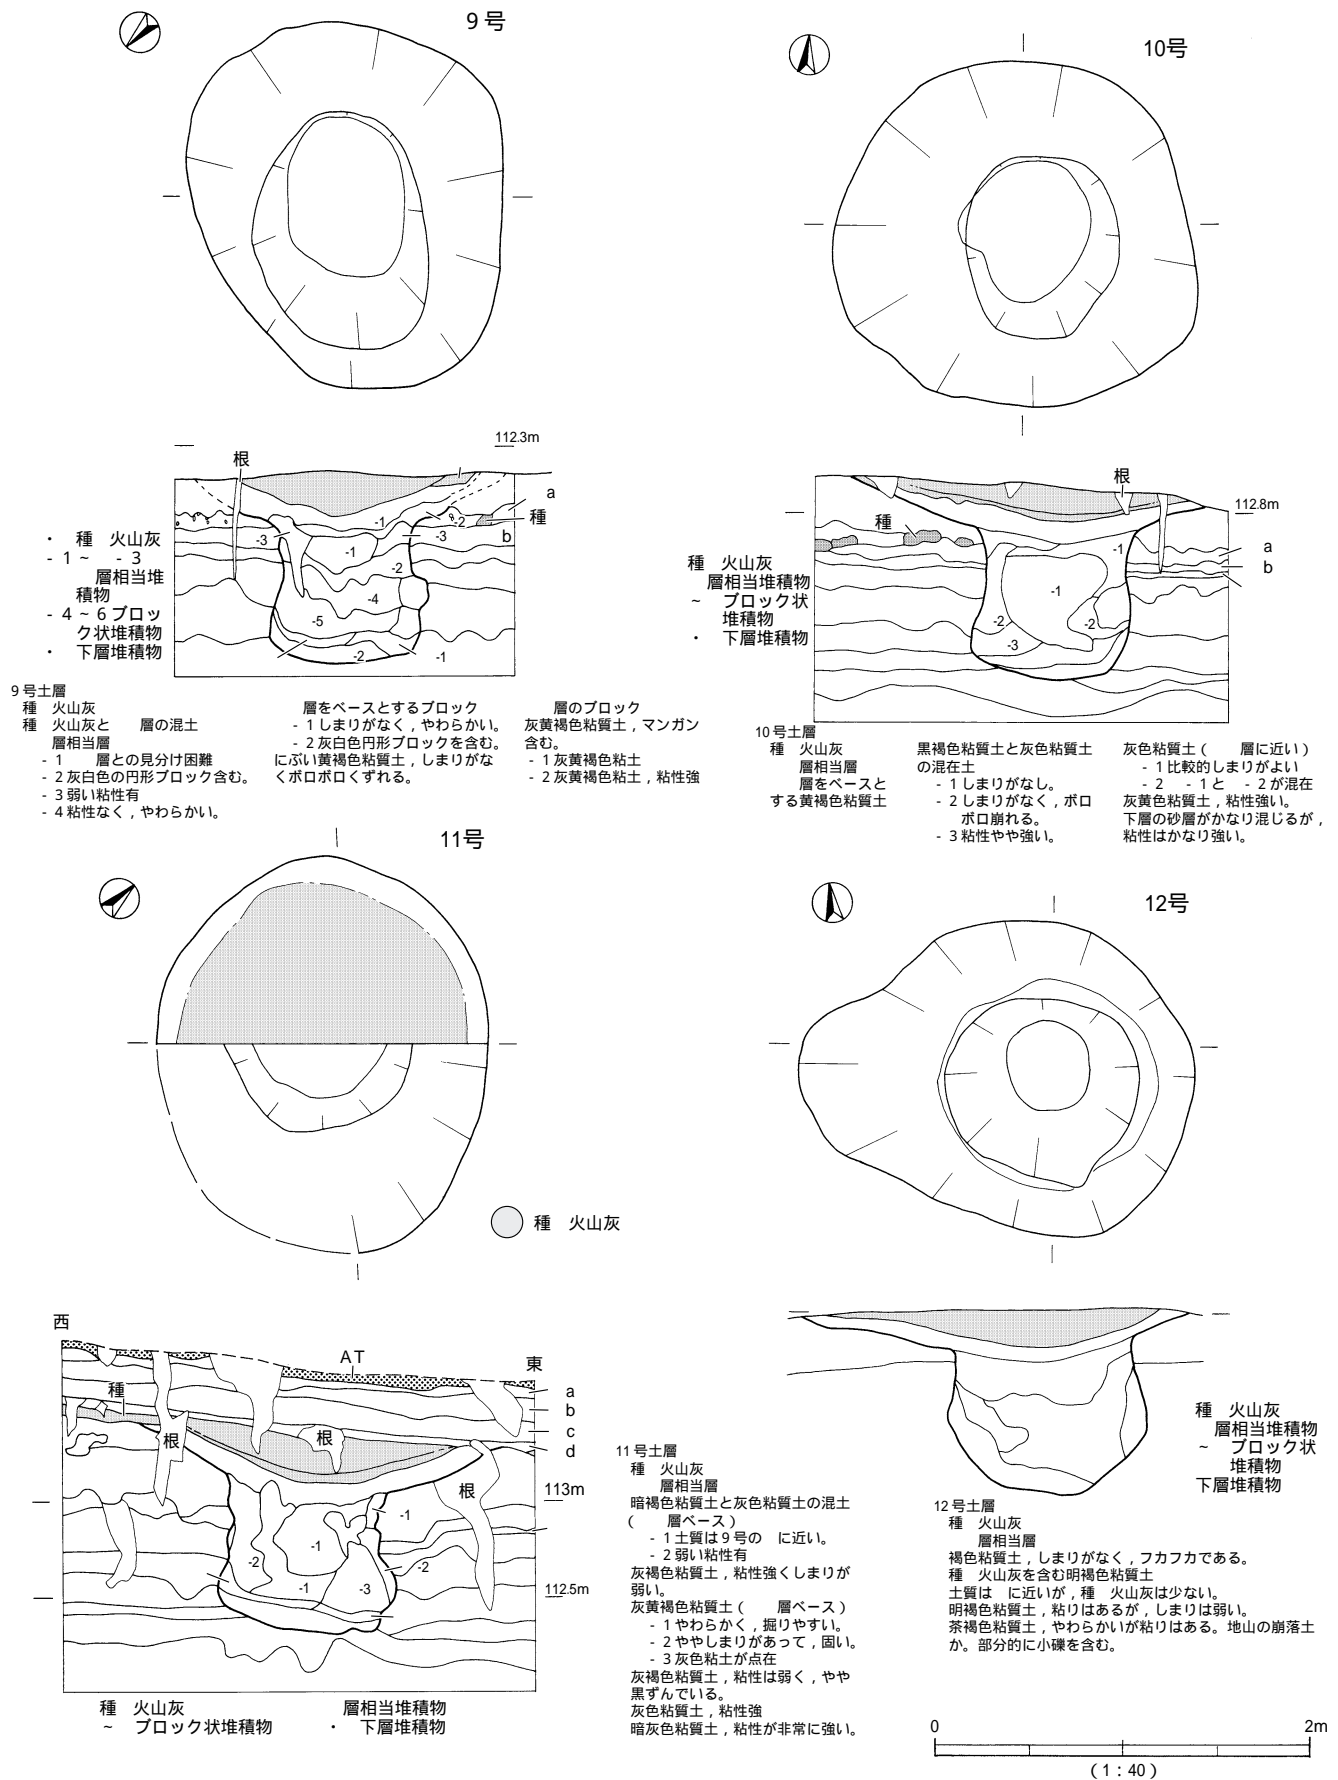 9号
112.3m
根
a
-1
-2
種
-3
-3
b
-1
-2
-4
-5
-2
-1
・　種　火山灰
- 1 ~　- 3
層相当堆
積物
- 4 ~ 6 ブロッ
ク状堆積物
・　下層堆積物
9号土層
種　火山灰
種　火山灰と　　層の混土
層相当層
- 1　　層との見分け困難
- 2 灰白色の円形ブロック含む。
- 3 弱い粘性有
- 4 粘性なく，やわらかい。
層をベースとするブロック
- 1 しまりがなく，やわらかい。
- 2 灰白色円形ブロックを含む。
にぶい黄褐色粘質土，しまりがな
くボロボロくずれる。
層のブロック
灰黄褐色粘質土，マンガン
含む。
- 1 灰黄褐色粘土
- 2 灰黄褐色粘土，粘性強
10号
根
112.8m
種
-1
a
b
-1
-2
-2
-3
種　火山灰
層相当堆積物
~　ブロック状
堆積物
・　下層堆積物
10号土層
種　火山灰
層相当層
層をベースと
する黄褐色粘質土
黒褐色粘質土と灰色粘質土
の混在土
- 1 しまりがなし。
- 2 しまりがなく，ボロ
ボロ崩れる。
- 3 粘性やや強い。
灰色粘質土（　　層に近い）
- 1 比較的しまりがよい
- 2　- 1 と　- 2 が混在
灰黄色粘質土，粘性強い。
下層の砂層がかなり混じるが，
粘性はかなり強い。
11号
種　火山灰
西
AT
東
種
a
b
c
d
根
根
根
113m
-1
-1
-2
-2
-1
-3
112.5m
種　火山灰
~　ブロック状堆積物
層相当堆積物
・　下層堆積物
11号土層
種　火山灰
層相当層
暗褐色粘質土と灰色粘質土の混土
（　　層ベース）
- 1 土質は9号の　に近い。
- 2 弱い粘性有
灰褐色粘質土，粘性強くしまりが
弱い。
灰黄褐色粘質土（　　層ベース）
- 1 やわらかく，掘りやすい。
- 2 ややしまりがあって，固い。
- 3 灰色粘土が点在
灰褐色粘質土，粘性は弱く，やや
黒ずんでいる。
灰色粘質土，粘性強
暗灰色粘質土，粘性が非常に強い。
12号
種　火山灰
層相当堆積物
~　ブロック状
堆積物
下層堆積物
12号土層
種　火山灰
層相当層
褐色粘質土，しまりがなく，フカフカである。
種　火山灰を含む明褐色粘質土
土質は　に近いが，種　火山灰は少ない。
明褐色粘質土，粘りはあるが，しまりは弱い。
茶褐色粘質土，やわらかいが粘りはある。地山の崩落土
か。部分的に小礫を含む。
0　2m
（1：40）